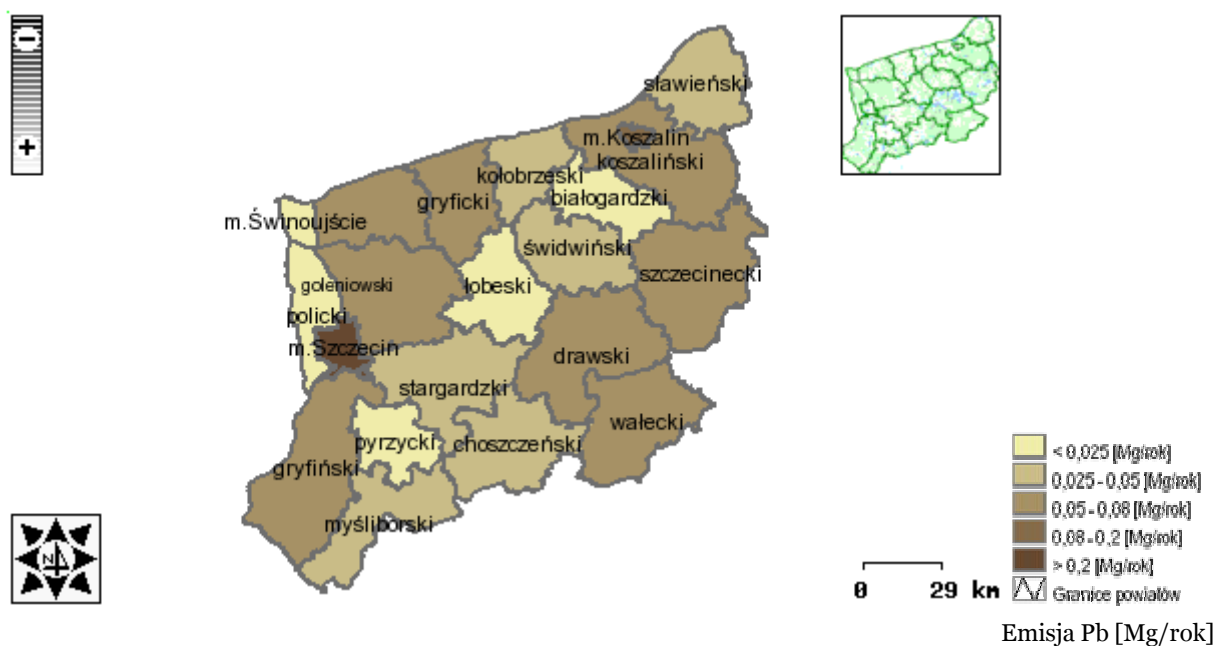 sławieński
m.Koszalin
koszaliński
kołobrzeski
białogardzki
gryficki
m.Świnoujście
świdwiński
szczecinecki
goleniowski
łobeski
policki
m.Szczecin
drawski
stargardzki
wałecki
pyrzycki
choszczeński
gryfiński
myśliborski
N
< 0,025 [Mg/rok]
0,025 - 0,05 [Mg/rok]
0,05 - 0,08 [Mg/rok]
0,08 - 0,2 [Mg/rok]
> 0,2 [Mg/rok]
Granice powiatów
0 29 km
Emisja Pb [Mg/rok]